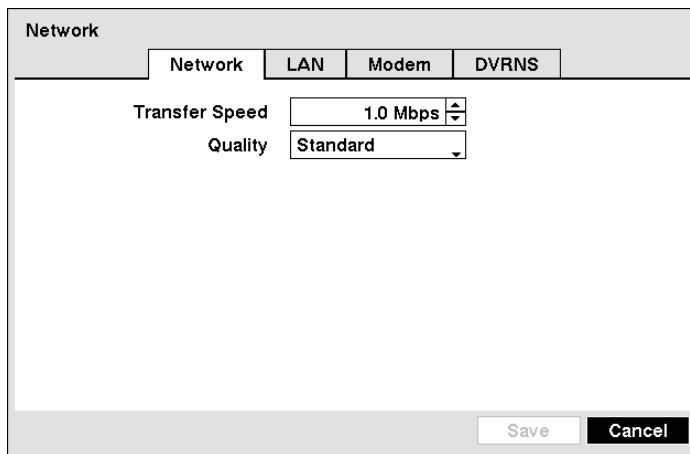 Network
Network LAN Modem DVRNS
Transfer Speed 1.0 Mbps
Quality Standard
Save Cancel